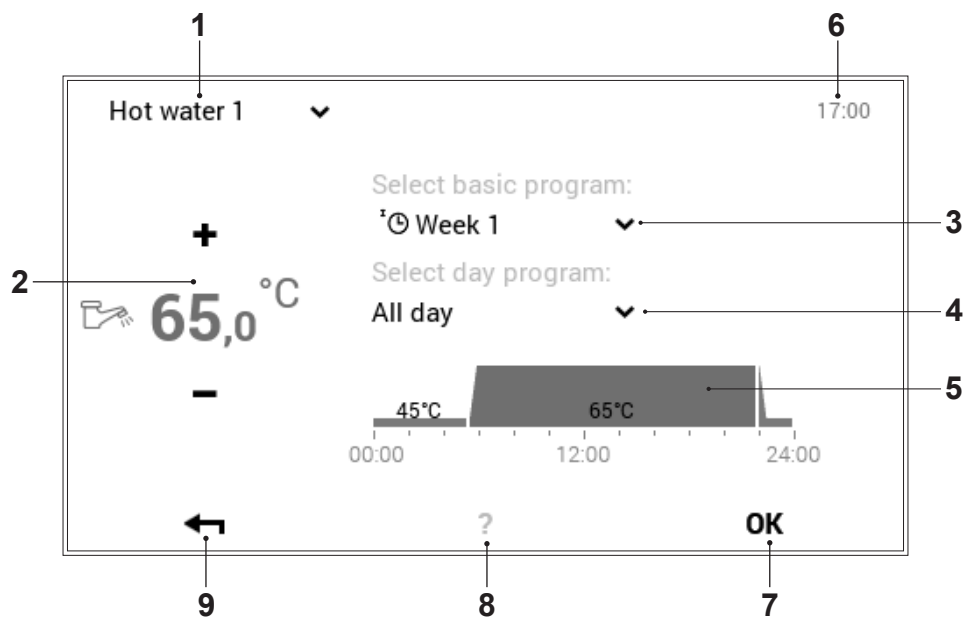 1 6
Hot water 1 17:00
Select basic program:
z Week 1 3
+
Select day program:
2 65,0 °C
All day 4
− 5
45°C 65°C
00:00 12:00 24:00
? OK
9 8 7